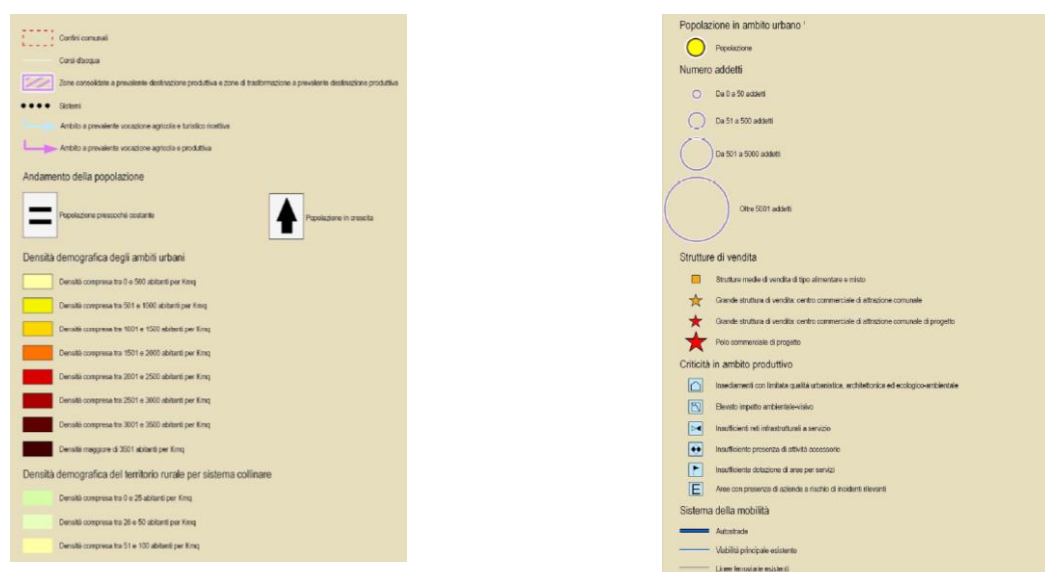 Confini comunali
Corsi d'acqua
Zone consolidate a prevalente destinazione produttiva e zone di trasformazione a prevalente destinazione produttiva
Sistemi
Ambito a prevalente vocazione agricola e turistico ricettiva
Ambito a prevalente vocazione agricola e produttiva
Andamento della popolazione
Popolazione pressoché costante
Popolazione in crescita
Densità demografica degli ambiti urbani
Densità compresa tra 0 e 500 abitanti per Kmq
Densità compresa tra 501 e 1000 abitanti per Kmq
Densità compresa tra 1001 e 1500 abitanti per Kmq
Densità compresa tra 1501 e 2000 abitanti per Kmq
Densità compresa tra 2001 e 2500 abitanti per Kmq
Densità compresa tra 2501 e 3000 abitanti per Kmq
Densità compresa tra 3001 e 3500 abitanti per Kmq
Densità maggiore di 3501 abitanti per Kmq
Densità demografica del territorio rurale per sistema collinare
Densità compresa tra 0 e 25 abitanti per Kmq
Densità compresa tra 26 e 50 abitanti per Kmq
Densità compresa tra 51 e 100 abitanti per Kmq
Popolazione in ambito urbano
Popolazione
Numero addetti
Da 0 a 50 addetti
Da 51 a 500 addetti
Da 501 a 5000 addetti
Oltre 5001 addetti
Strutture di vendita
Strutture medie di vendita di tipo alimentare e misto
Grande struttura di vendita: centro commerciale di attrazione comunale
Grande struttura di vendita: centro commerciale di attrazione comunale di progetto
Polo commerciale di progetto
Criticità in ambito produttivo
Insediamenti con limitata qualità urbanistica, architettonica ed ecologico-ambientale
Elevato impatto ambientale-visivo
Insufficienti reti infrastrutturali a servizio
Insufficiente presenza di attività accessorie
Insufficiente dotazione di aree per servizi
E Aree con presenza di aziende a rischio di incidenti rilevanti
Sistema della mobilità
Autostrade
Viabilità principale esistente
Linee ferroviarie esistenti